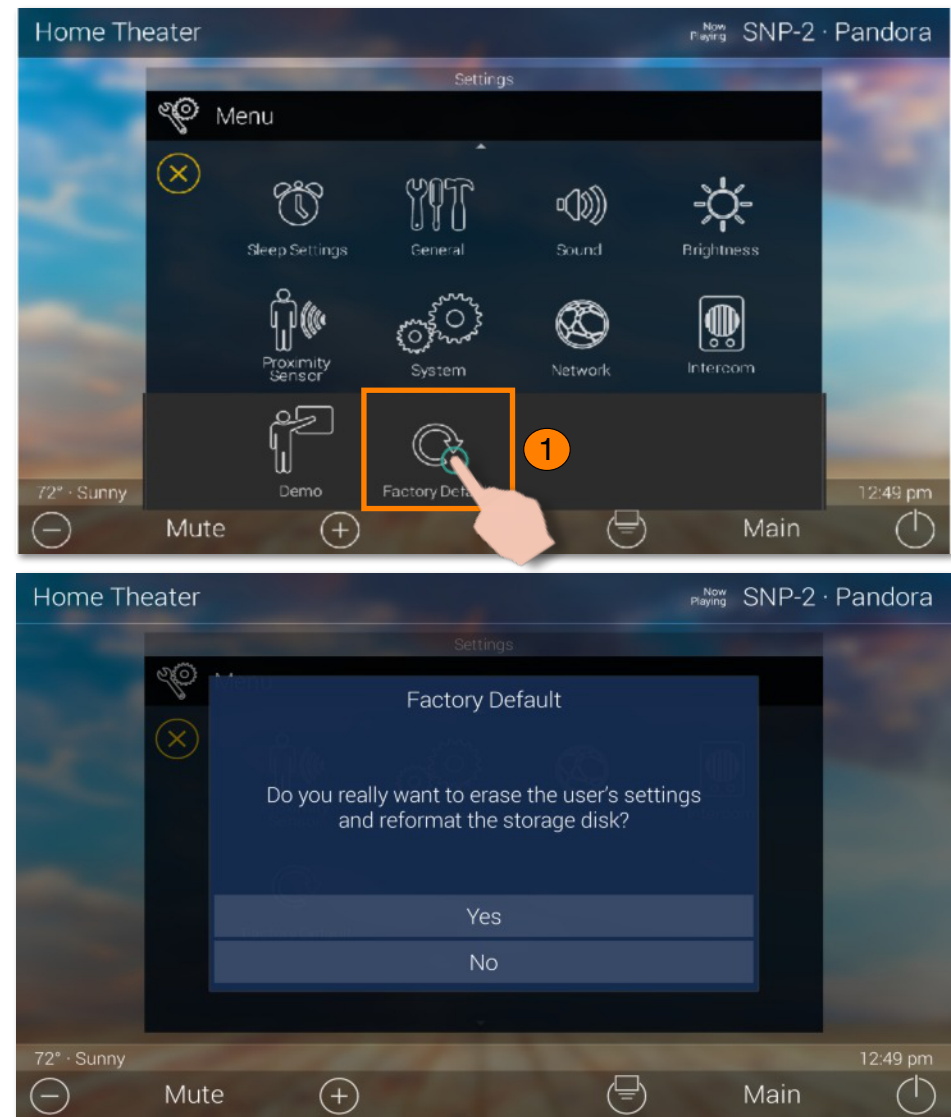 Home Theater
Now Playing SNP-2 · Pandora
Settings
Menu
Sleep Settings
General
Sound
Brightness
Proximity
Sensor
System
Network
Intercom
1
Demo
Factory
72° · Sunny
12:49 pm
Mute
Main
Home Theater
Now Playing SNP-2 · Pandora
Settings
Menu
Factory Default
Do you really want to erase the user's settings
and reformat the storage disk?
Yes
No
72° · Sunny
12:49 pm
Mute
Main